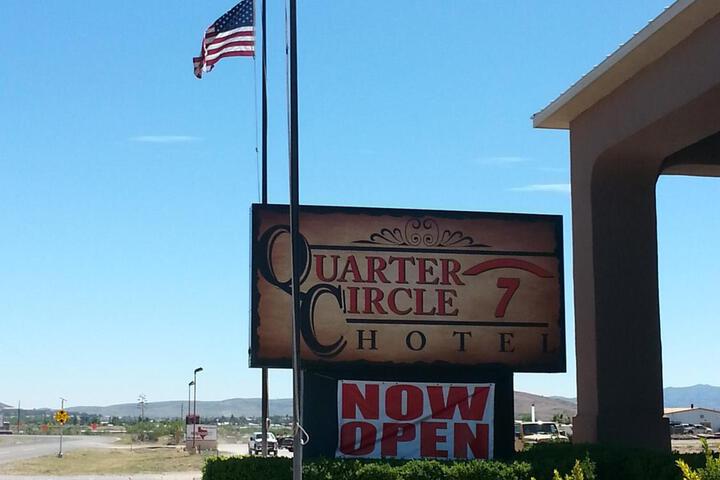 QUARTER
CIRCLE 7
HOTEL
NOW
OPEN